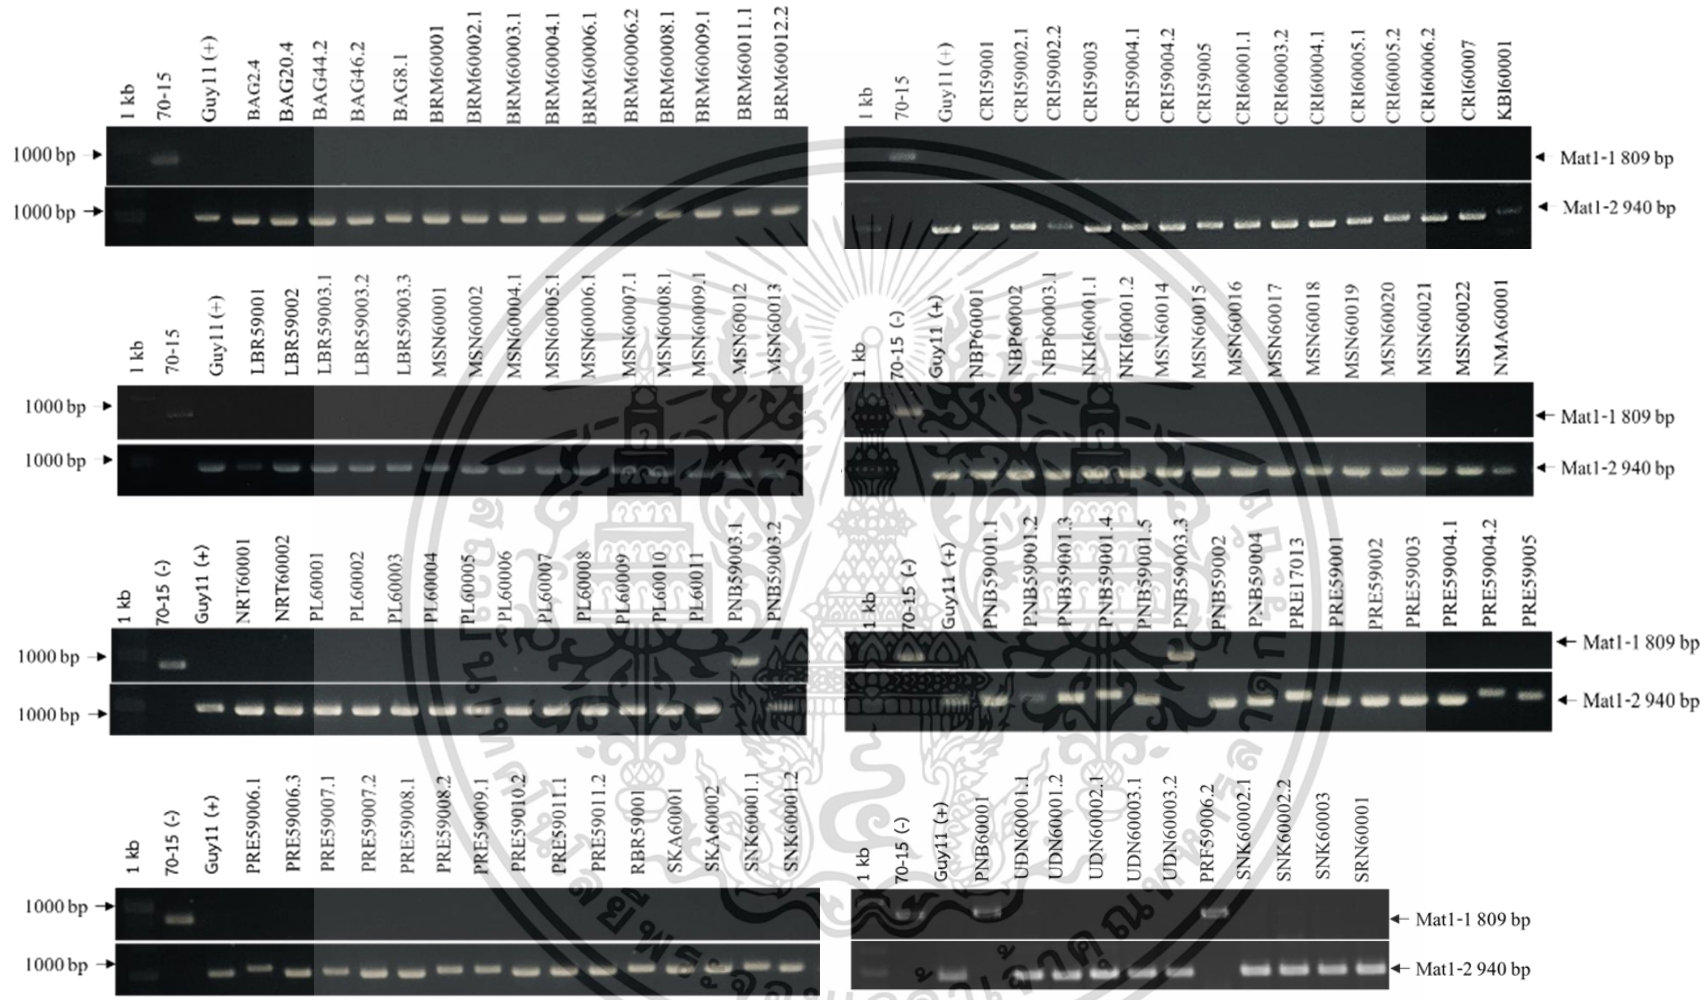 1 kb
70-15
Guy11 (+)
BAG2.4
BAG20.4
BAG44.2
BAG46.2
BAG8.1
BRM60001
BRM60002.1
BRM60003.1
BRM60004.1
BRM60006.1
BRM60006.2
BRM60008.1
BRM60009.1
BRM60011.1
BRM60012.2
1000 bp
1000 bp
1 kb
70-15
Guy11 (+)
CRI59001
CRI59002.1
CRI59002.2
CRI59003
CRI59004.1
CRI59004.2
CRI59005
CRI60001.1
CRI60003.2
CRI60004.1
CRI60005.1
CRI60005.2
CRI60006.2
CRI60007
KBI60001
Mat1-1 809 bp
Mat1-2 940 bp
1 kb
70-15
Guy11 (+)
LBR59001
LBR59002
LBR59003.1
LBR59003.2
LBR59003.3
MSN60001
MSN60002
MSN60004.1
MSN60005.1
MSN60006.1
MSN60007.1
MSN60008.1
MSN60009.1
MSN60012
MSN60013
1000 bp
1000 bp
1 kb
70-15 (-)
Guy11 (+)
NBP60001
NBP60002
NBP60003.1
NKI60001.1
NKI60001.2
MSN60014
MSN60015
MSN60016
MSN60017
MSN60018
MSN60019
MSN60020
MSN60021
MSN60022
NMA60001
Mat1-1 809 bp
Mat1-2 940 bp
1 kb
70-15 (-)
Guy11 (+)
NRT60001
NRT60002
PL60001
PL60002
PL60003
PL60004
PL60005
PL60006
PL60007
PL60008
PL60009
PL60010
PL60011
PNB59003.1
PNB59003.2
1000 bp
1000 bp
1 kb
70-15 (-)
Guy11 (+)
PNB59001.1
PNB59001.2
PNB59001.3
PNB59001.4
PNB59001.5
PNB59003.3
PNB59002
PNB59004
PRE17013
PRE59001
PRE59002
PRE59003
PRE59004.1
PRE59004.2
PRE59005
Mat1-1 809 bp
Mat1-2 940 bp
1 kb
70-15 (-)
Guy11 (+)
PRE59006.1
PRE59006.3
PRE59007.1
PRE59007.2
PRE59008.1
PRE59008.2
PRE59009.1
PRE59010.2
PRE59011.1
PRE59011.2
RBR59001
SKA60001
SKA60002
SNK60001.1
SNK60001.2
1000 bp
1000 bp
1 kb
70-15 (-)
Guy11 (+)
PNB60001
UDN60001.1
UDN60001.2
UDN60002.1
UDN60003.1
UDN60003.2
PRF59006.2
SNK60002.1
SNK60002.2
SNK60003
SRN60001
Mat1-1 809 bp
Mat1-2 940 bp